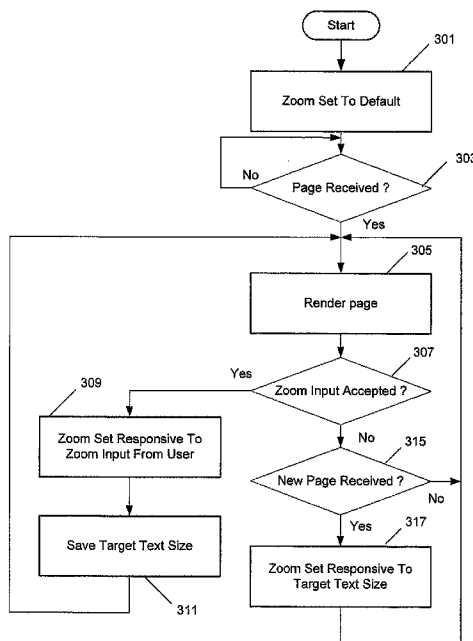 Start
301
Zoom Set To Default
303
No
Page Received ?
Yes
305
Render page
307
Yes
Zoom Input Accepted ?
309
Zoom Set Responsive To
Zoom Input From User
No
315
New Page Received ?
No
Yes
317
Save Target Text Size
Zoom Set Responsive To
Target Text Size
311